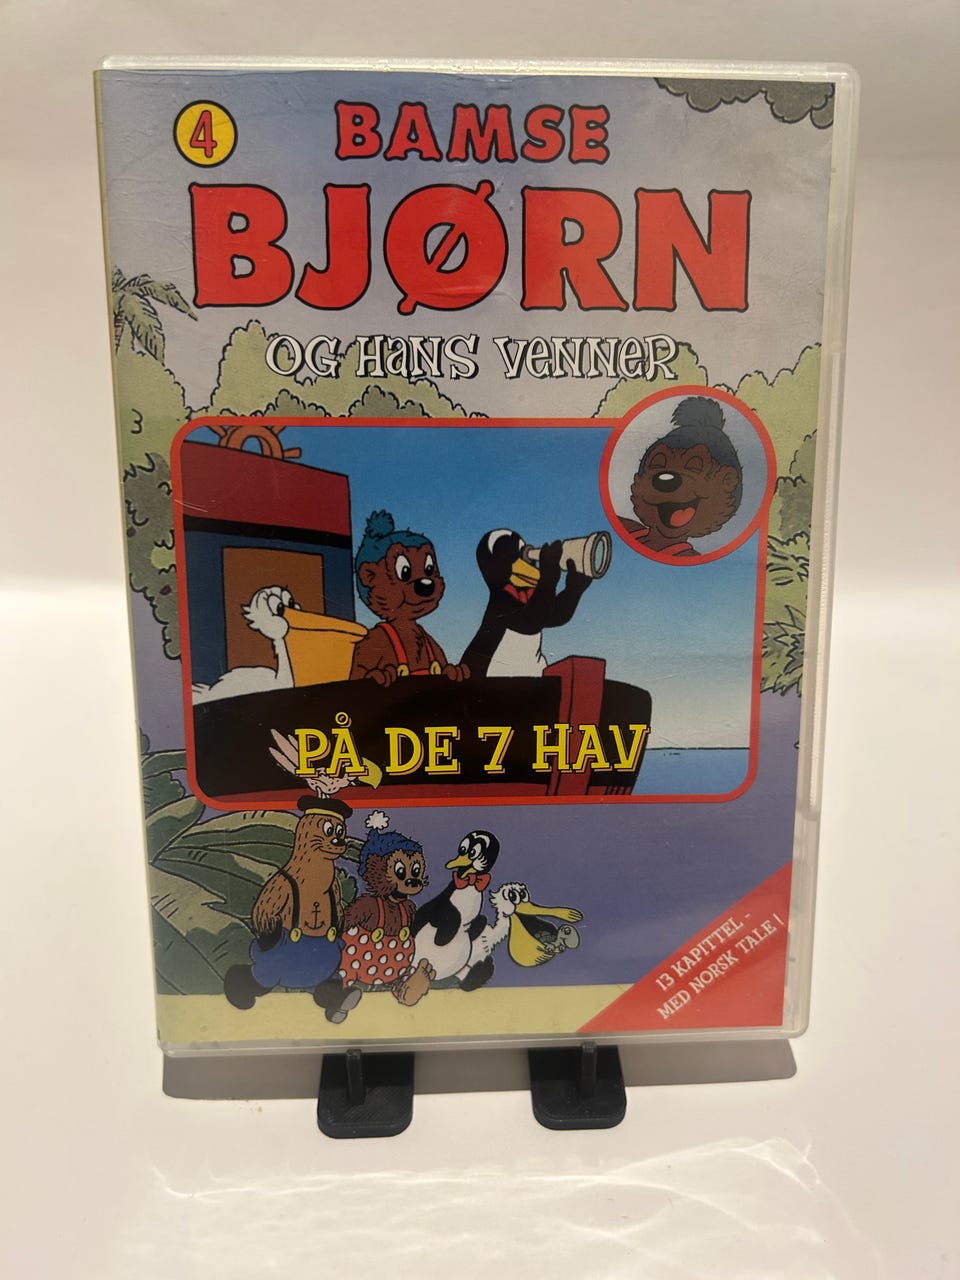 4
BAMSE
BJØRN
OG HANS VENNER
PÅ DE 7 HAV
13 KAPITTEL -
MED NORSK TALE!